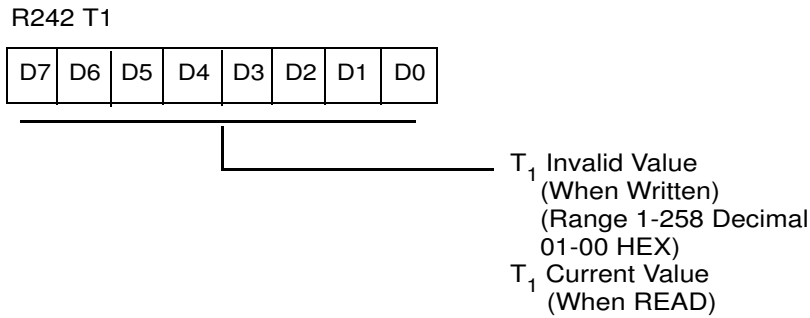 R242 T1
D7 D6 D5 D4 D3 D2 D1 D0
T1 Invalid Value
(When Written)
(Range 1-258 Decimal
01-00 HEX)
T1 Current Value
(When READ)